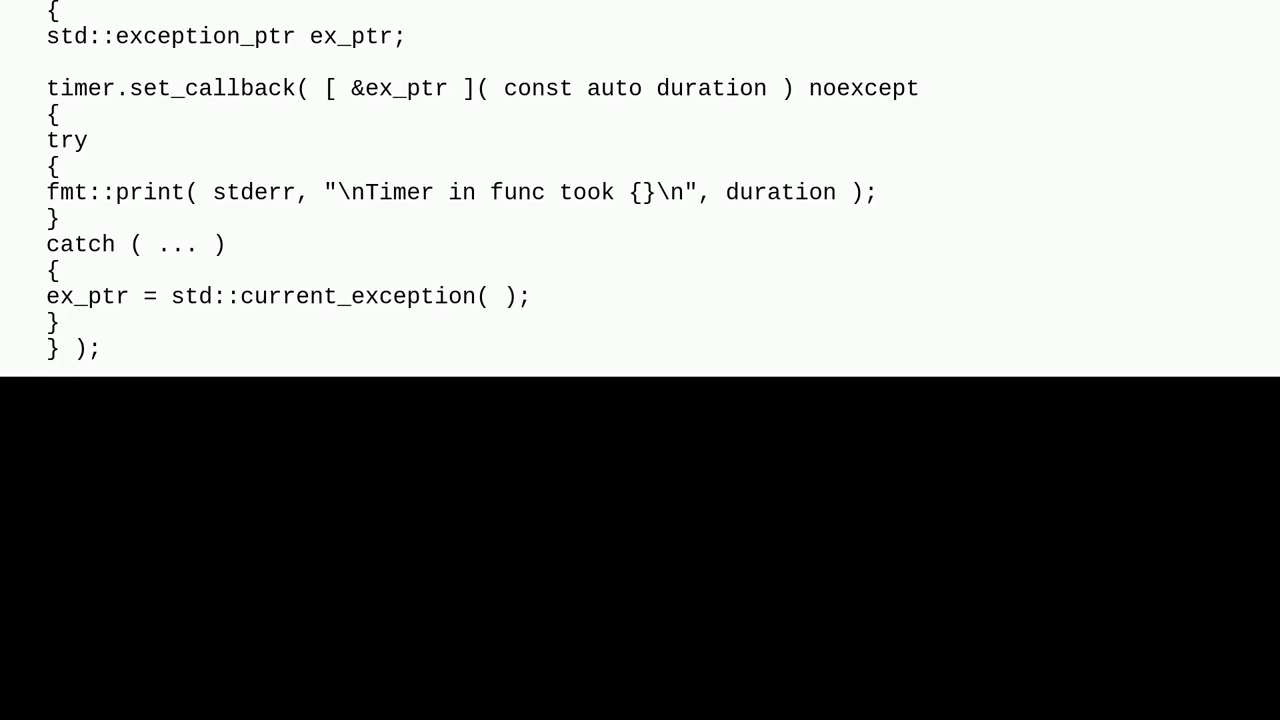 {
std::exception_ptr ex_ptr;
timer.set_callback( [ &ex_ptr ]( const auto duration ) noexcept
{
try
{
fmt::print( stderr, "\nTimer in func took {}\n", duration );
}
catch ( ... )
{
ex_ptr = std::current_exception( );
}
} );